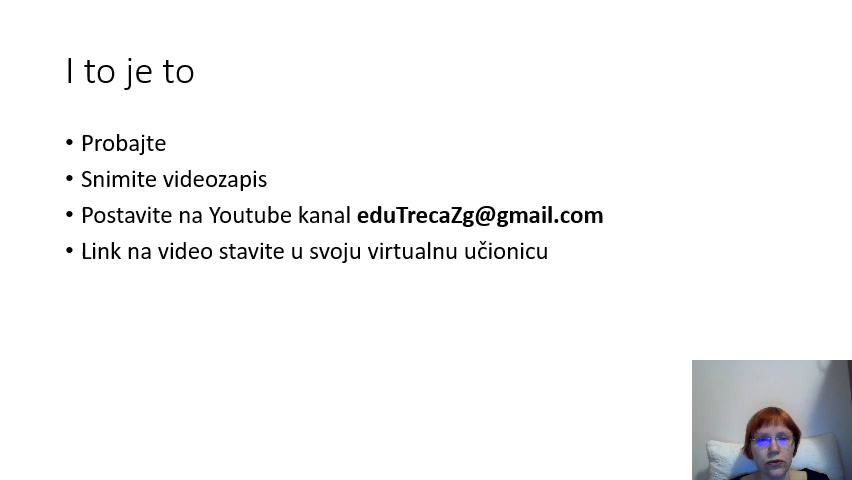 I to je to
• Probajte
• Snimite videozapis
• Postavite na Youtube kanal eduTrecaZg@gmail.com
• Link na video stavite u svoju virtualnu učionicu